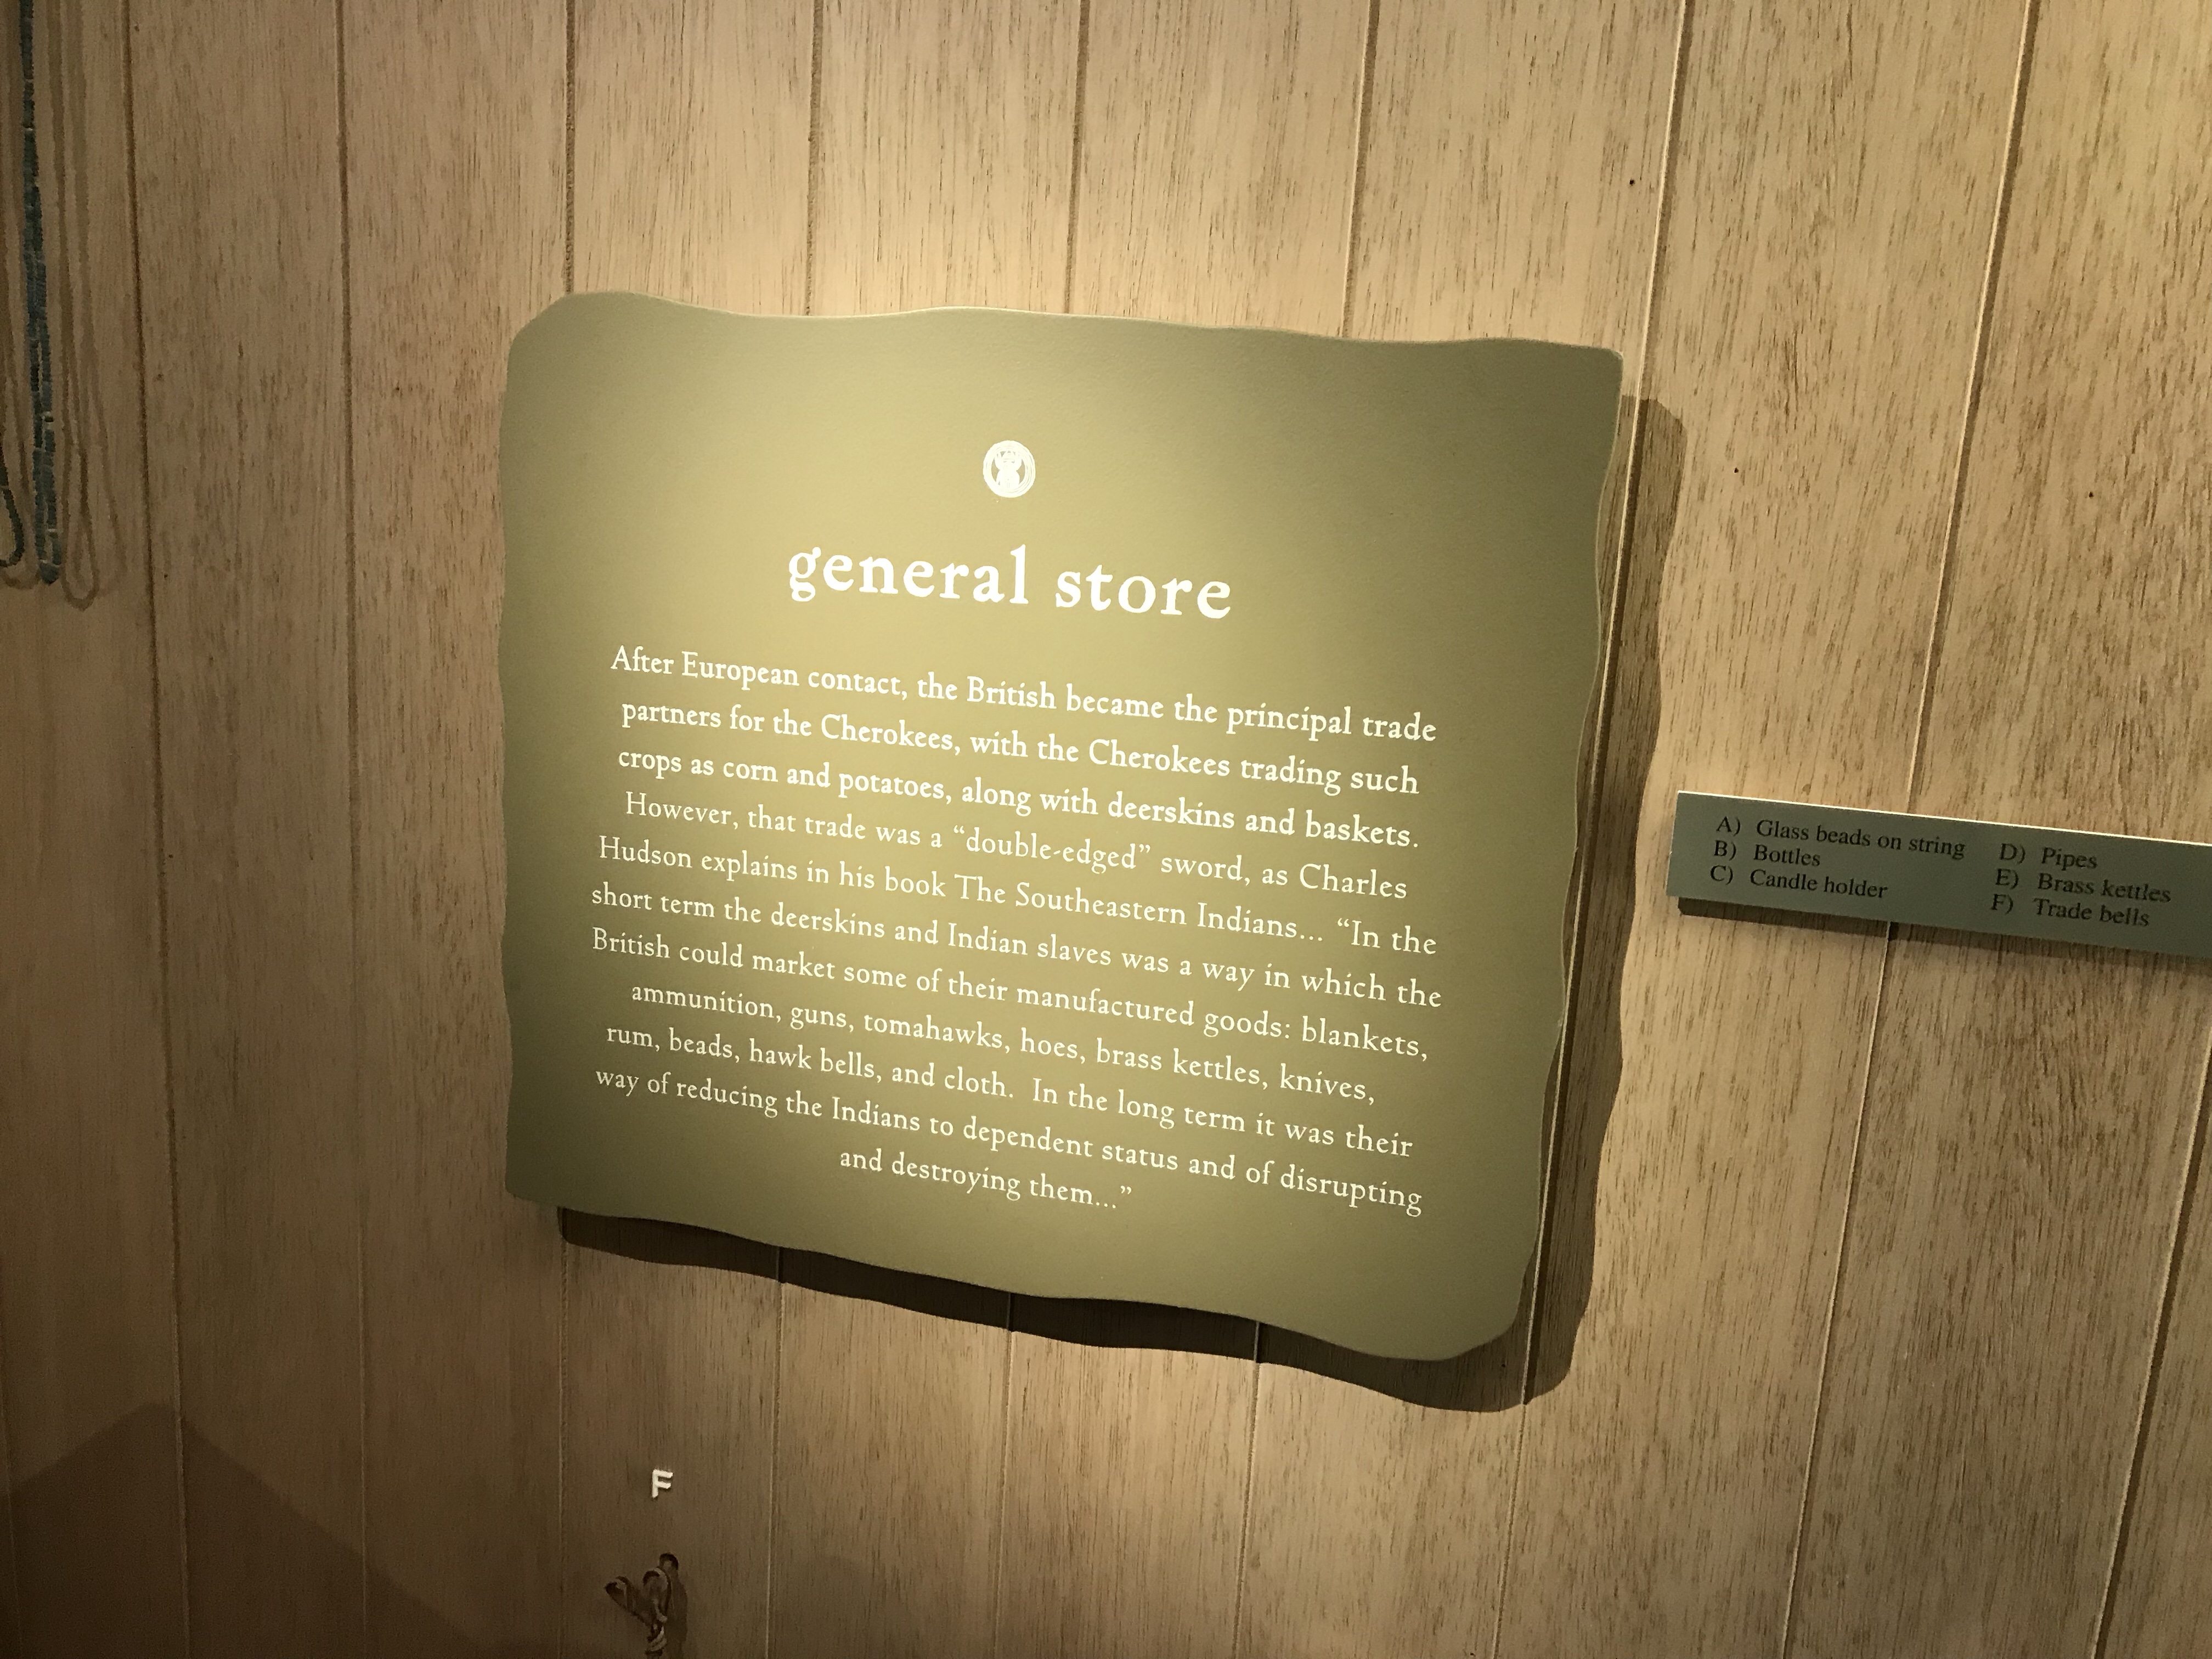 general store
After European contact, the British became the principal trade
partners for the Cherokees, with the Cherokees trading such
crops as corn and potatoes, along with deerskins and baskets.
However, that trade was a “double-edged” sword, as Charles
Hudson explains in his book The Southeastern Indians... “In the
short term the deerskins and Indian slaves was a way in which the
British could market some of their manufactured goods: blankets,
ammunition, guns, tomahawks, hoes, brass kettles, knives,
rum, beads, hawk bells, and cloth. In the long term it was their
way of reducing the Indians to dependent status and of disrupting
and destroying them...”
A) Glass beads on string
B) Bottles
C) Candle holder
D) Pipes
E) Brass kettles
F) Trade bells
F